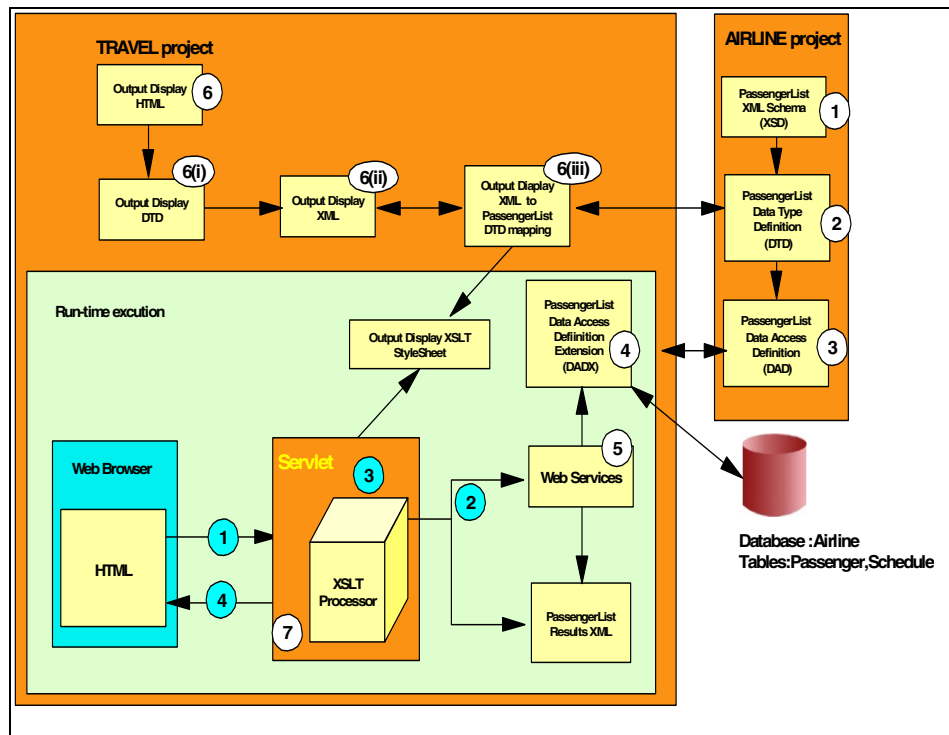 TRAVEL project
Output Display
HTML
6
6(i)
Output Display
DTD
6(ii)
Output Display
XML
6(iii)
Output Diaplay
XML to
PassengerList
DTD mapping
AIRLINE project
PassengerList
XML Schema
(XSD)
1
PassengerList
Data Type
Definition
(DTD)
2
PassengerList
Data Access
Definition
(DAD)
3
Run-time excution
Output Display XSLT
StyleSheet
PassengerList
Data Access
Defiinition
Extension
(DADX)
4
Web Browser
HTML
1
4
Servlet
3
XSLT
Processor
7
2
5
Web Services
PassengerList
Results XML
Database :Airline
Tables:Passenger,Schedule